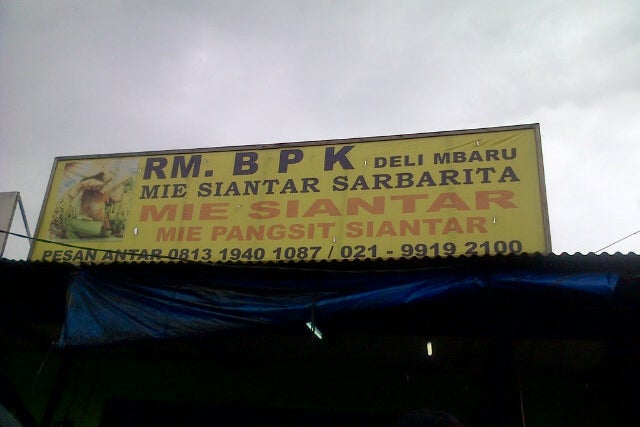 RM. B P K DELI MBARU
MIE SIANTAR SARBARITA
MIE SIANTAR
MIE PANGSIT SIANTAR
PESAN ANTAR 0813 1940 1087 / 021 - 9919 2100